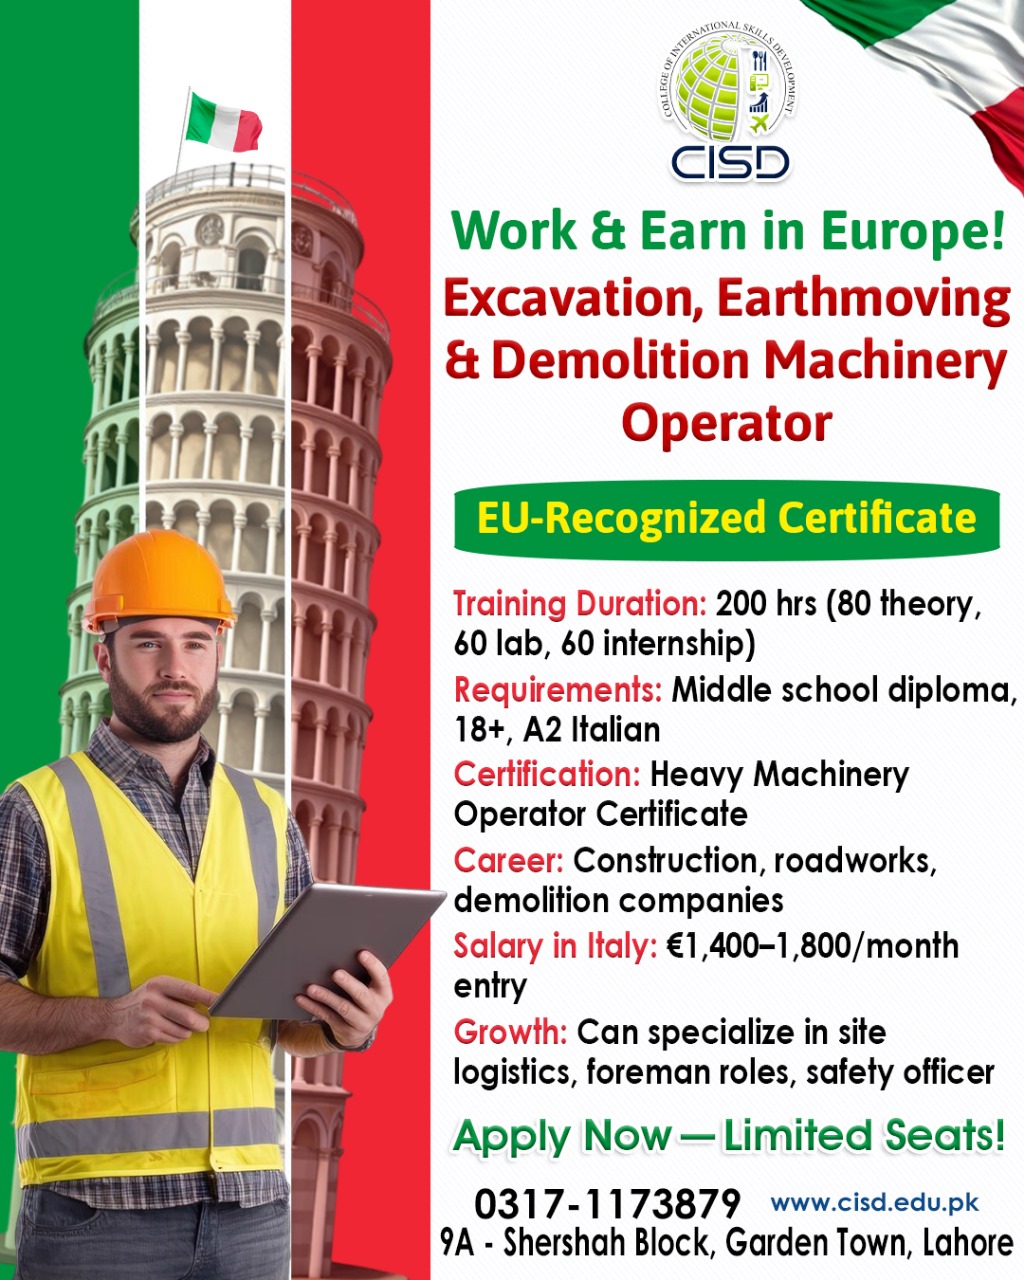 COLLEGE OF INTERNATIONAL SKILLS DEVELOPMENT
CISD
Work & Earn in Europe!
Excavation, Earthmoving
& Demolition Machinery
Operator
EU-Recognized Certificate
Training Duration: 200 hrs (80 theory,
60 lab, 60 internship)
Requirements: Middle school diploma,
18+, A2 Italian
Certification: Heavy Machinery
Operator Certificate
Career: Construction, roadworks,
demolition companies
Salary in Italy: €1,400–1,800/month
entry
Growth: Can specialize in site
logistics, foreman roles, safety officer
Apply Now — Limited Seats!
0317-1173879 www.cisd.edu.pk
9A - Shershah Block, Garden Town, Lahore